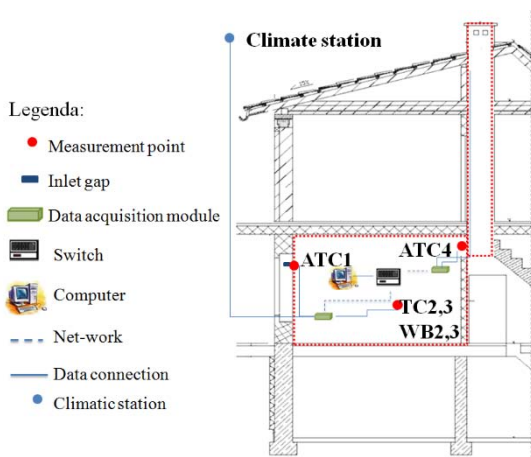 Climate station
Legenda:
Measurement point
Inlet gap
Data acquisition module
Switch
Computer
Net-work
Data connection
Climatic station
ATC1
ATC4
TC2,3
WB2,3